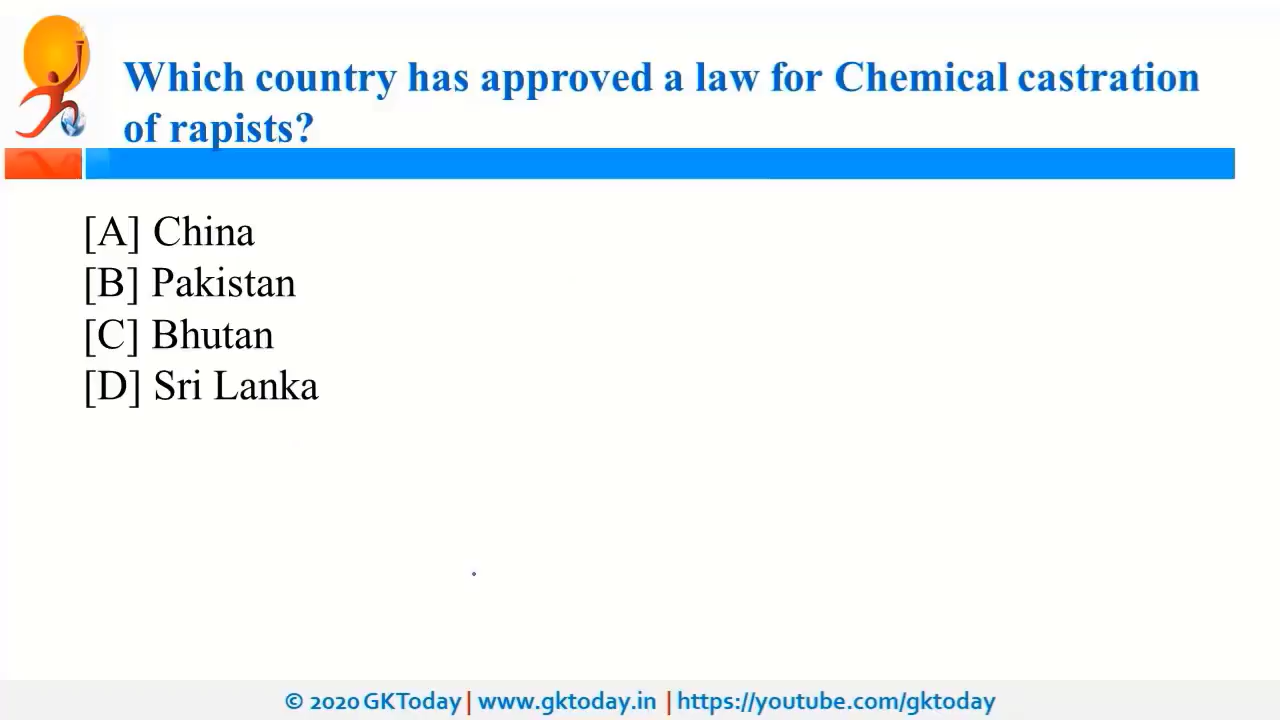 Which country has approved a law for Chemical castration
of rapists?
[A] China
[B] Pakistan
[C] Bhutan
[D] Sri Lanka
© 2020 GKToday | www.gktoday.in | https://youtube.com/gktoday